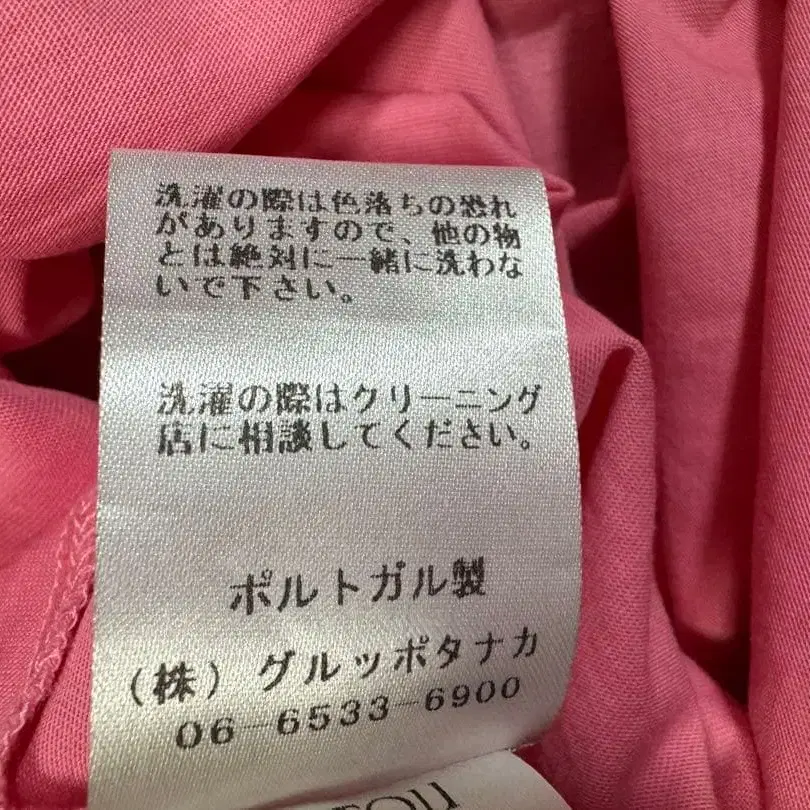 洗濯の際は色落ちの恐れ
がありますので、他の物
とは絶対に一緒に洗わな
いで下さい。
洗濯の際はクリーニング
店に相談してください。
ポルトガル製
（株）グルッポタナカ
06-6533-6900